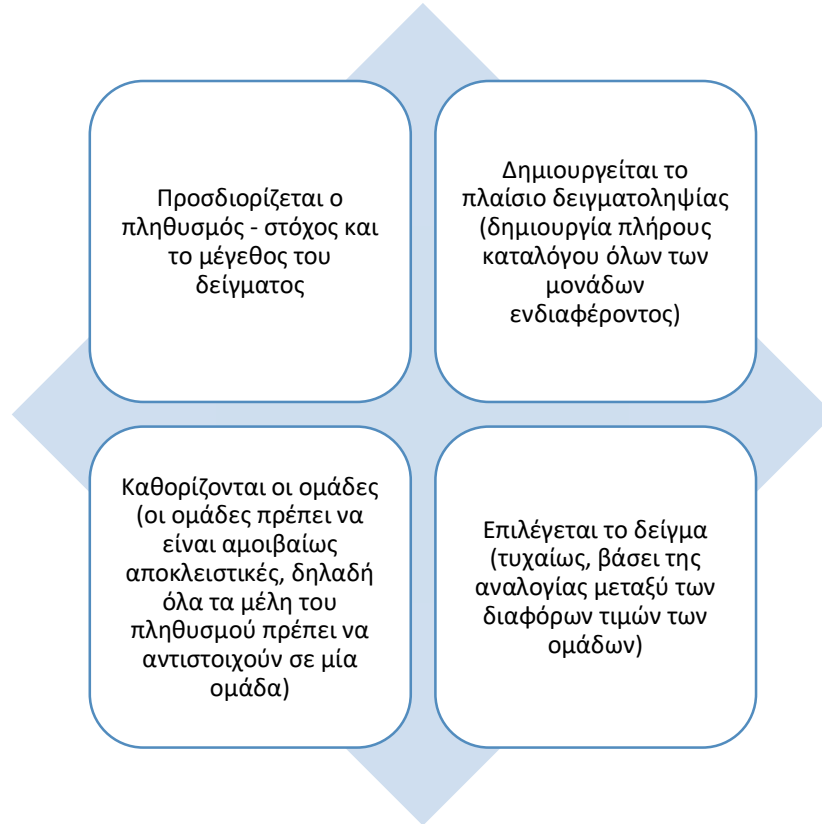 Προσδιορίζεται ο
πληθυσμός - στόχος και
το μέγεθος του
δείγματος
Δημιουργείται το
πλαίσιο δειγματοληψίας
(δημιουργία πλήρους
καταλόγου όλων των
μονάδων
ενδιαφέροντος)
Καθορίζονται οι ομάδες
(οι ομάδες πρέπει να
είναι αμοιβαίως
αποκλειστικές, δηλαδή
όλα τα μέλη του
πληθυσμού πρέπει να
αντιστοιχούν σε μία
ομάδα)
Επιλέγεται το δείγμα
(τυχαίως, βάσει της
αναλογίας μεταξύ των
διαφόρων τιμών των
ομάδων)